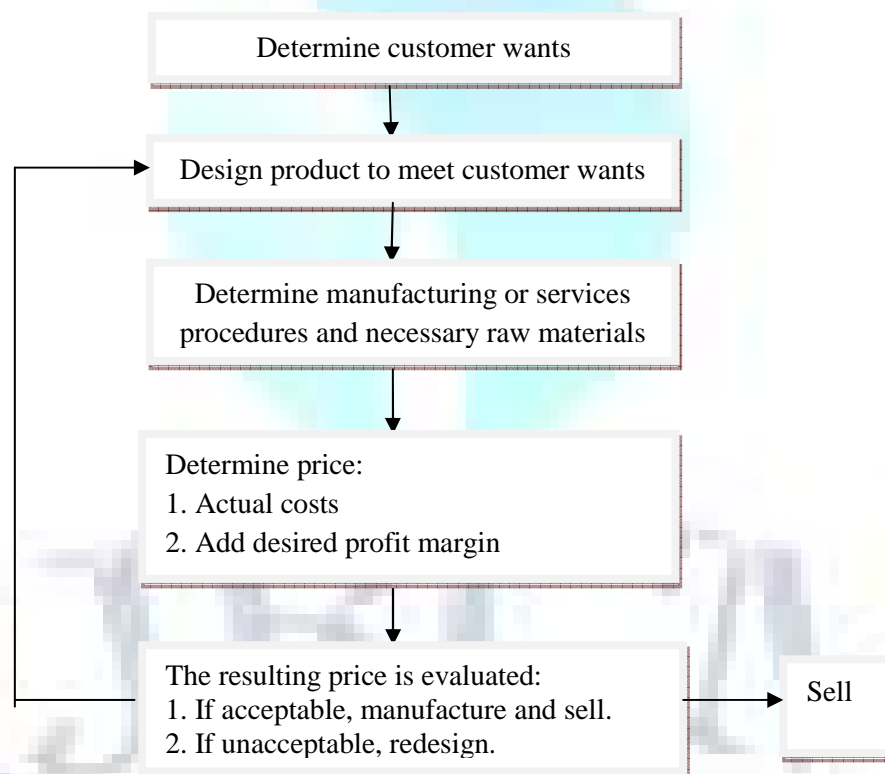 Determine customer wants
Design product to meet customer wants
Determine manufacturing or services
procedures and necessary raw materials
Determine price:
1. Actual costs
2. Add desired profit margin
The resulting price is evaluated:
1. If acceptable, manufacture and sell.
2. If unacceptable, redesign.
Sell